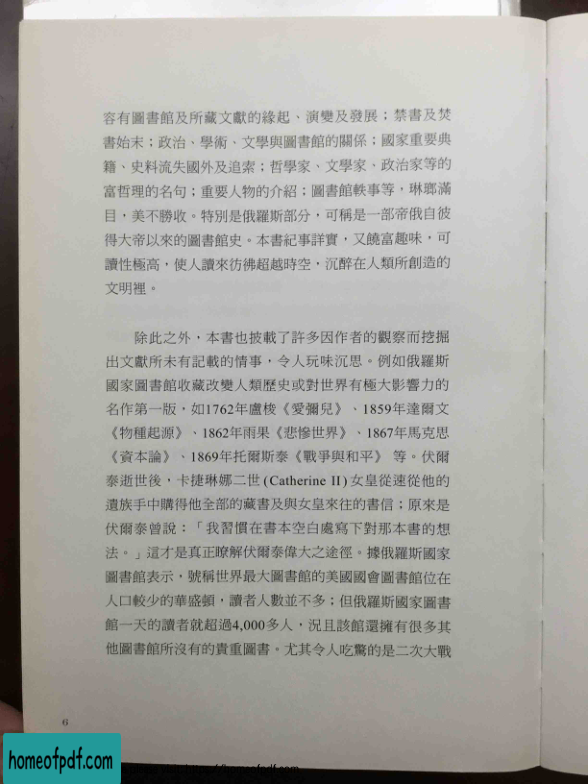 容有圖書館及所藏文獻的緣起、演變及發展；禁書及焚
書始末；政治、學術、文學與圖書館的關係；國家重要典
籍、史料流失國外及追索；哲學家、文學家、政治家等的
富哲理的名句；重要人物的介紹；圖書館軼事等，琳瑯滿
目，美不勝收。特別是俄羅斯部分，可稱是一部帝俄自彼
得大帝以來的圖書館史。本書紀事詳實，又饒富趣味，可
讀性極高，使人讀來彷彿超越時空，沉醉在人類所創造的
文明裡。
除此之外，本書也披載了許多因作者的觀察而挖掘
出文獻所未有記載的情事，令人玩味沉思。例如俄羅斯
國家圖書館收藏改變人類歷史或對世界有極大影響力的
名作第一版，如1762年盧梭《愛彌兒》、1859年達爾文
《物種起源》、1862年雨果《悲慘世界》、1867年馬克思
《資本論》、1869年托爾斯泰《戰爭與和平》 等。伏爾
泰逝世後，卡捷琳娜二世(Catherine II)女皇從速從他的
遺族手中購得他全部的藏書及與女皇來往的書信；原來是
伏爾泰曾說：「我習慣在書本空白處寫下對那本書的想
法。」這才是真正瞭解伏爾泰偉大之途徑。據俄羅斯國家
圖書館表示，號稱世界最大圖書館的美國國會圖書館位在
人口較少的華盛頓，讀者人數並不多；但俄羅斯國家圖書
館一天的讀者就超過4,000多人，況且該館還擁有很多其
他圖書館所沒有的貴重圖書。尤其令人吃驚的是二次大戰
6
homeofpdf.com